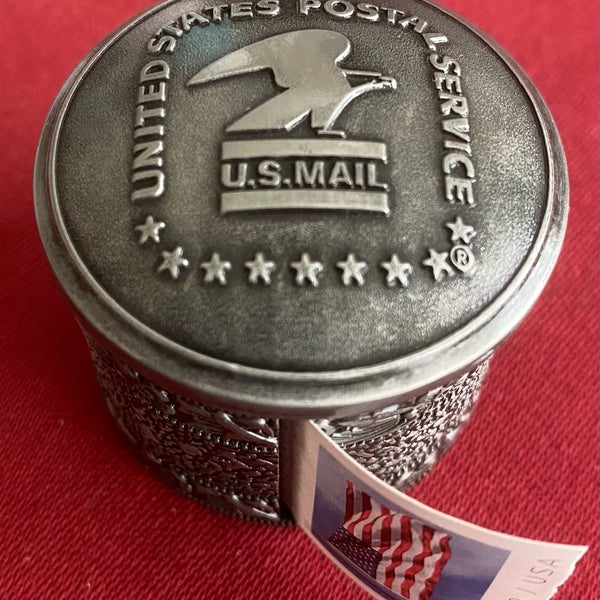 UNITED STATES POSTAL SERVICE
U.S.MAIL
®
USA